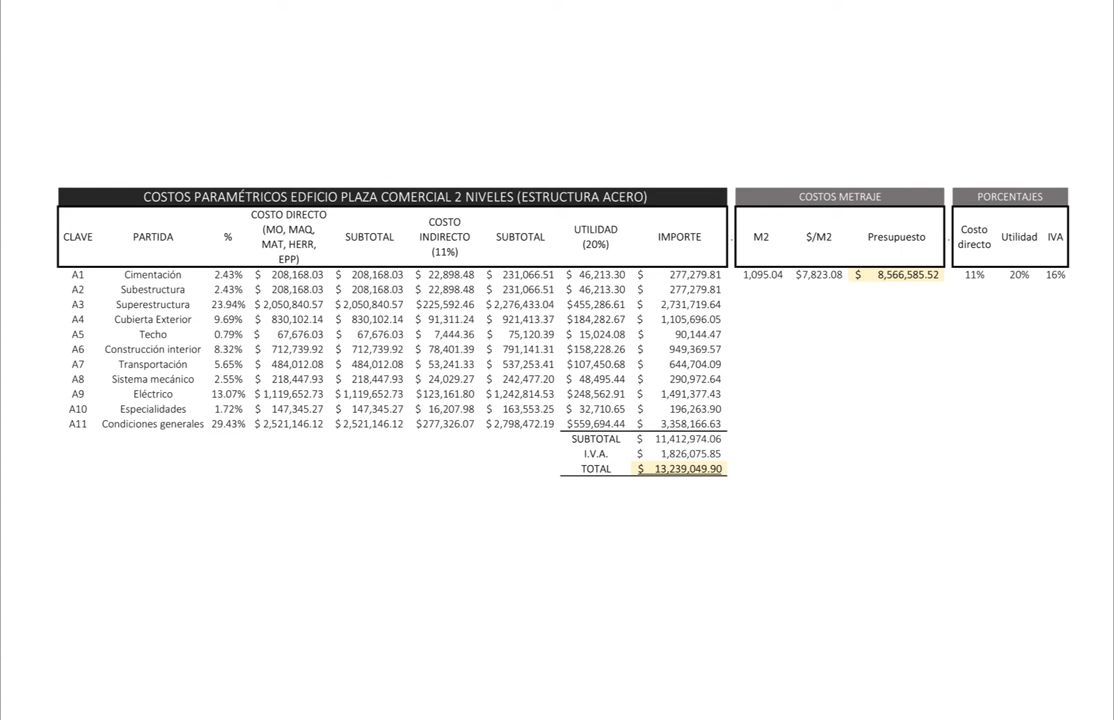 COSTOS PARAMÉTRICOS EDFICIO PLAZA COMERCIAL 2 NIVELES (ESTRUCTURA ACERO) COSTOS METRAJE PORCENTAJES
CLAVE PARTIDA % COSTO DIRECTO (MO, MAQ, MAT, HERR, EPP) SUBTOTAL COSTO INDIRECTO (11%) SUBTOTAL UTILIDAD (20%) IMPORTE . M2 $/M2 Presupuesto . Costo directo Utilidad IVA
A1 Cimentación 2.43% $ 208,168.03 $ 208,168.03 $ 22,898.48 $ 231,066.51 $ 46,213.30 $ 277,279.81 1,095.04 $7,823.08 $ 8,566,585.52 11% 20% 16%
A2 Subestructura 2.43% $ 208,168.03 $ 208,168.03 $ 22,898.48 $ 231,066.51 $ 46,213.30 $ 277,279.81
A3 Superestructura 23.94% $ 2,050,840.57 $ 2,050,840.57 $225,592.46 $ 2,276,433.04 $455,286.61 $ 2,731,719.64
A4 Cubierta Exterior 9.69% $ 830,102.14 $ 830,102.14 $ 91,311.24 $ 921,413.37 $184,282.67 $ 1,105,696.05
A5 Techo 0.79% $ 67,676.03 $ 67,676.03 $ 7,444.36 $ 75,120.39 $ 15,024.08 $ 90,144.47
A6 Construcción interior 8.32% $ 712,739.92 $ 712,739.92 $ 78,401.39 $ 791,141.31 $158,228.26 $ 949,369.57
A7 Transportación 5.65% $ 484,012.08 $ 484,012.08 $ 53,241.33 $ 537,253.41 $107,450.68 $ 644,704.09
A8 Sistema mecánico 2.55% $ 218,447.93 $ 218,447.93 $ 24,029.27 $ 242,477.20 $ 48,495.44 $ 290,972.64
A9 Eléctrico 13.07% $ 1,119,652.73 $ 1,119,652.73 $123,161.80 $ 1,242,814.53 $248,562.91 $ 1,491,377.43
A10 Especialidades 1.72% $ 147,345.27 $ 147,345.27 $ 16,207.98 $ 163,553.25 $ 32,710.65 $ 196,263.90
A11 Condiciones generales 29.43% $ 2,521,146.12 $ 2,521,146.12 $277,326.07 $ 2,798,472.19 $559,694.44 $ 3,358,166.63
SUBTOTAL $ 11,412,974.06
I.V.A. $ 1,826,075.85
TOTAL $ 13,239,049.90